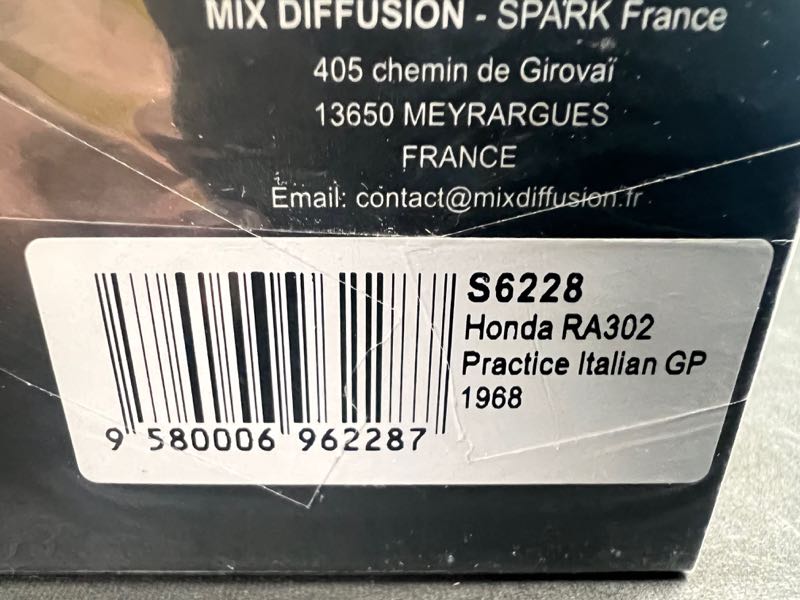 MIX DIFFUSION - SPARK France
405 chemin de Girovaï
13650 MEYRARGUES
FRANCE
Email: contact@mixdiffusion.fr
S6228
Honda RA302
Practice Italian GP
1968
9 580006 962287